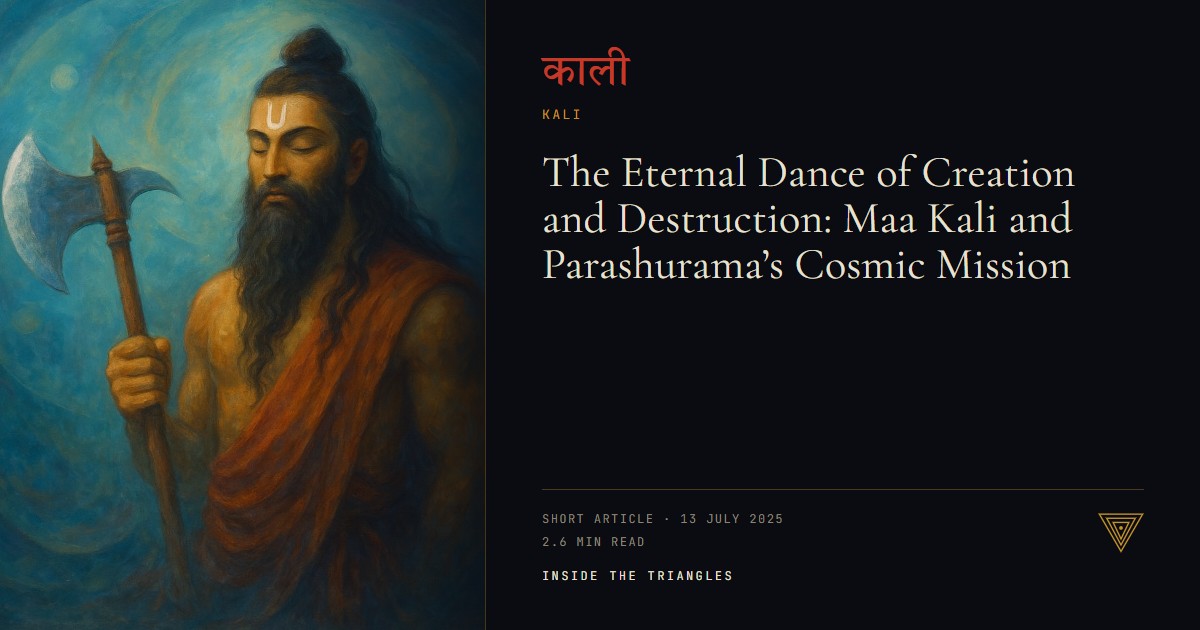 काली
KALI
The Eternal Dance of Creation
and Destruction: Maa Kali and
Parashurama’s Cosmic Mission
SHORT ARTICLE · 13 JULY 2025
2.6 MIN READ
INSIDE THE TRIANGLES